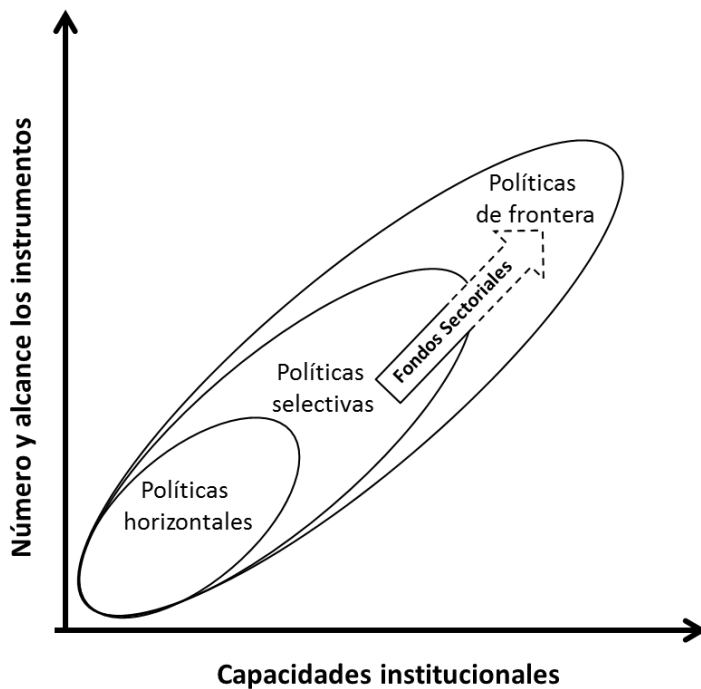 Número y alcance los instrumentos
Políticas
de frontera
Fondos Sectoriales
Políticas
selectivas
Políticas
horizontales
Capacidades institucionales